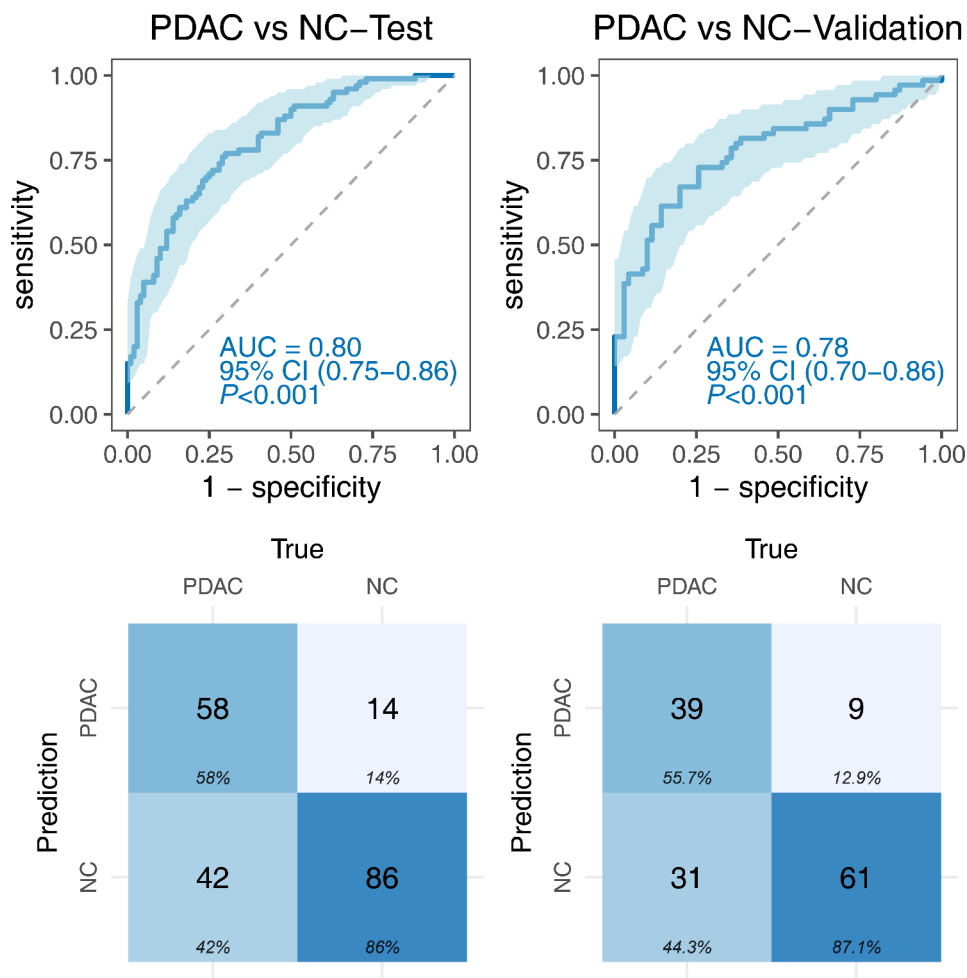 PDAC vs NC−Test
PDAC vs NC−Validation
sensitivity
1.00
0.75
0.50
0.25
0.00
AUC = 0.80
95% CI (0.75−0.86)
P<0.001
0.00 0.25 0.50 0.75 1.00
1 − specificity
sensitivity
1.00
0.75
0.50
0.25
0.00
AUC = 0.78
95% CI (0.70−0.86)
P<0.001
0.00 0.25 0.50 0.75 1.00
1 − specificity
True
PDAC NC
Prediction
PDAC
58 14
58% 14%
NC
42 86
42% 86%
True
PDAC NC
Prediction
PDAC
39 9
55.7% 12.9%
NC
31 61
44.3% 87.1%